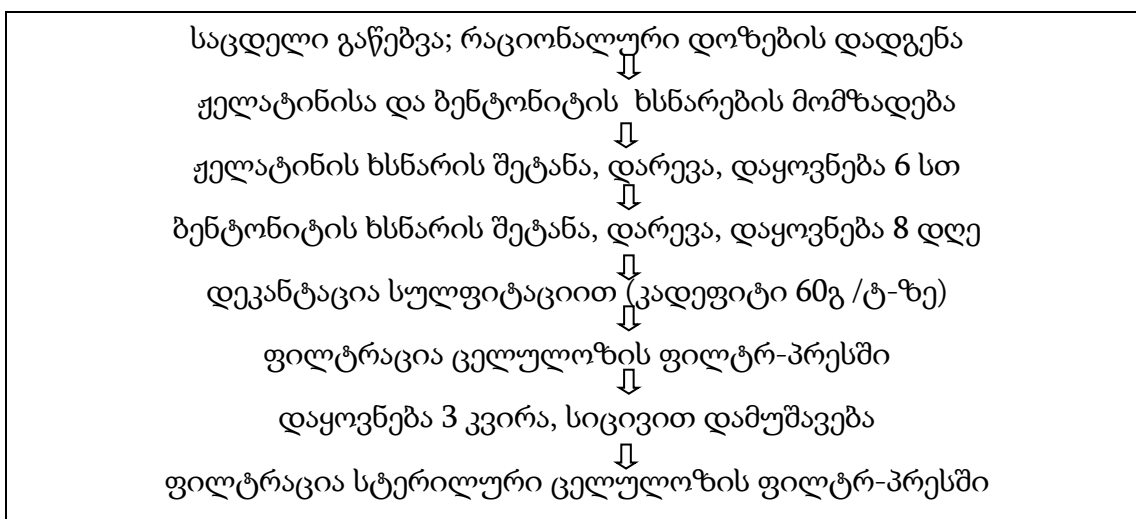 საცდელი გაწებვა; რაციონალური დოზების დადგენა
ჟელატინისა და ბენტონიტის ხსნარების მომზადება
ჟელატინის ხსნარის შეტანა, დარევა, დაყოვნება 6 სთ
ბენტონიტის ხსნარის შეტანა, დარევა, დაყოვნება 8 დღე
დეკანტაცია სულფიტაციით (კადეფიტი 60გ /ტ-ზე)
ფილტრაცია ცელულოზის ფილტრ-პრესში
დაყოვნება 3 კვირა, სიცივით დამუშავება
ფილტრაცია სტერილური ცელულოზის ფილტრ-პრესში